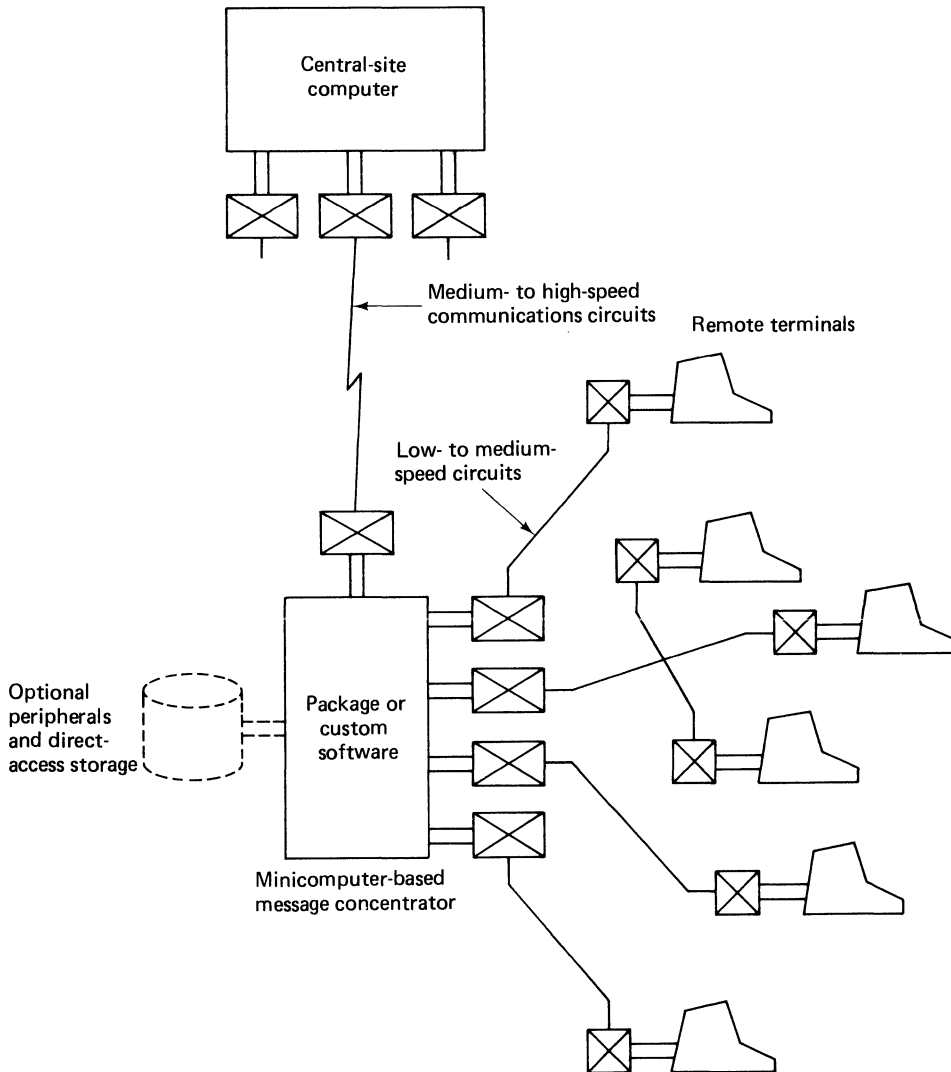 Central-site
computer
Medium- to high-speed
communications circuits
Remote terminals
Low- to medium-
speed circuits
Optional
peripherals
and direct-
access storage
Package or
custom
software
Minicomputer-based
message concentrator